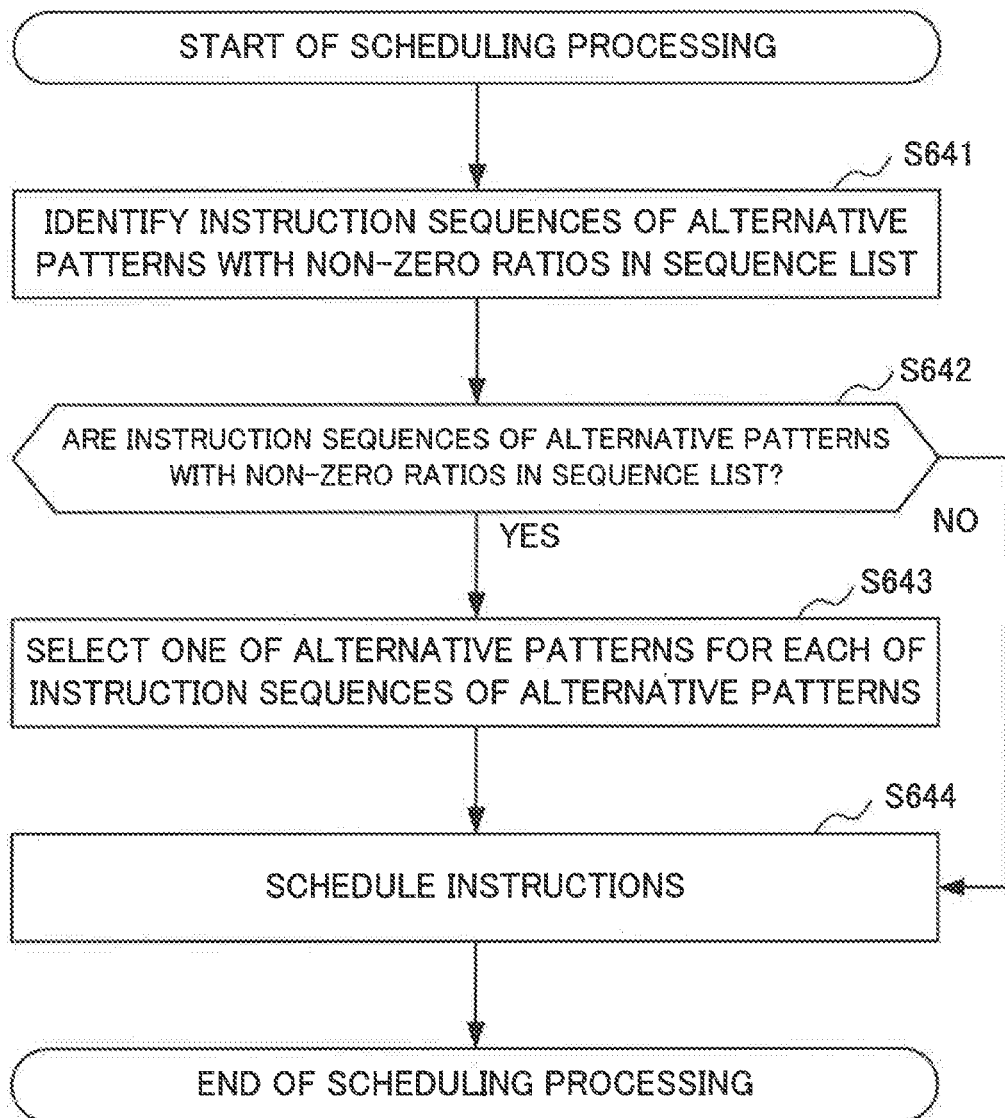 START OF SCHEDULING PROCESSING
S641
IDENTIFY INSTRUCTION SEQUENCES OF ALTERNATIVE
PATTERNS WITH NON-ZERO RATIOS IN SEQUENCE LIST
S642
ARE INSTRUCTION SEQUENCES OF ALTERNATIVE PATTERNS
WITH NON-ZERO RATIOS IN SEQUENCE LIST?
NO
YES
S643
SELECT ONE OF ALTERNATIVE PATTERNS FOR EACH OF
INSTRUCTION SEQUENCES OF ALTERNATIVE PATTERNS
S644
SCHEDULE INSTRUCTIONS
END OF SCHEDULING PROCESSING